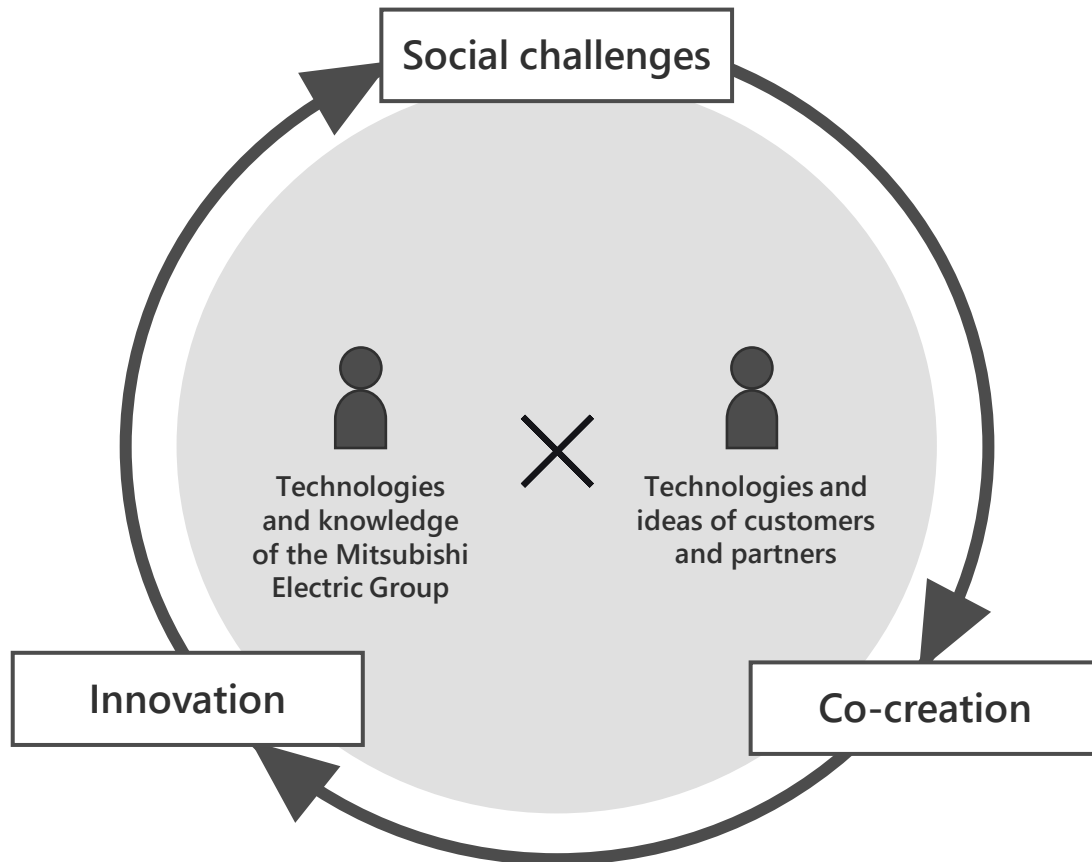 Social challenges
Technologies
and knowledge
of the Mitsubishi
Electric Group
Technologies and
ideas of customers
and partners
Innovation
Co-creation